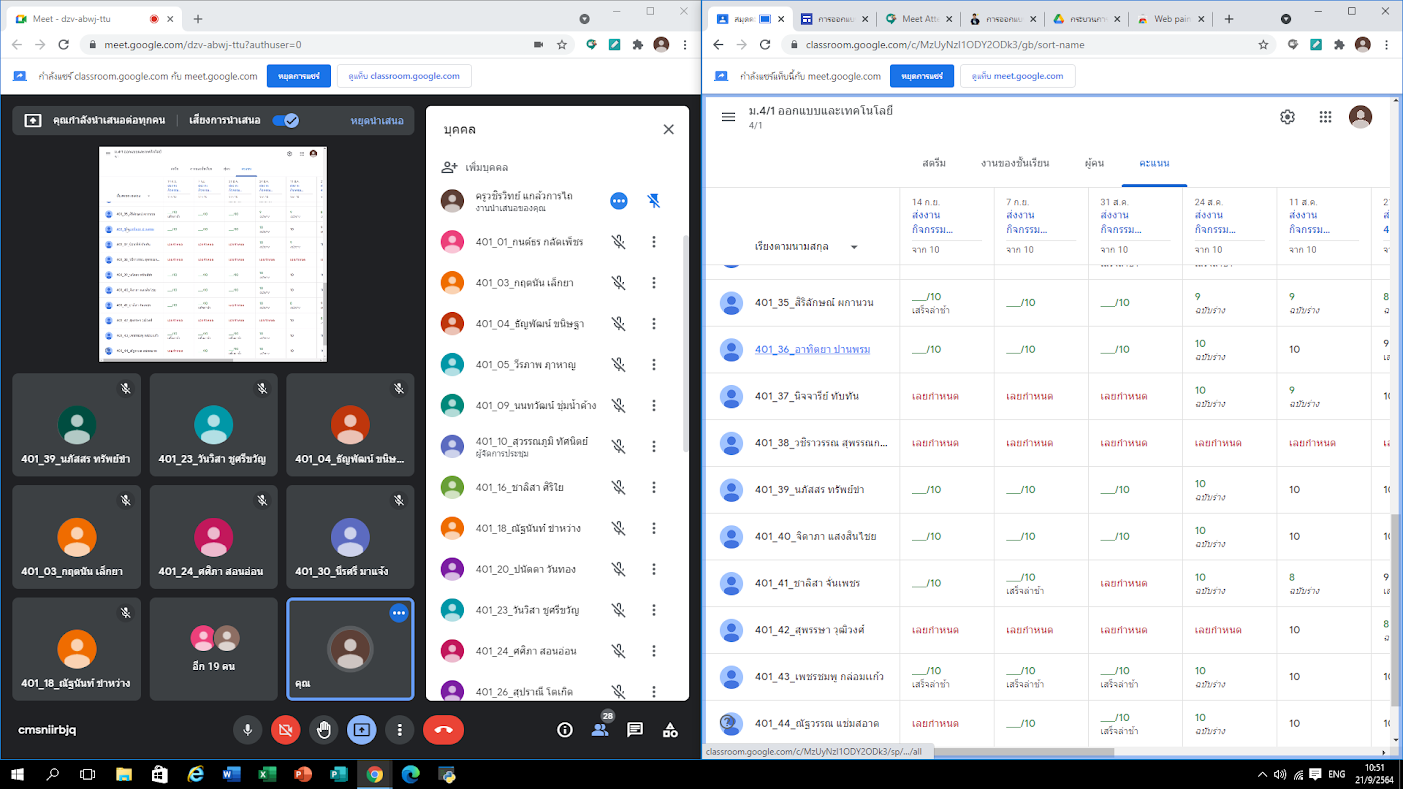 Meet - dzv-abwj-ttu
meet.google.com/dzv-abwj-ttu?authuser=0
กำลังแชร์ classroom.google.com กับ meet.google.com
หยุดการแชร์
ดูแท็บ classroom.google.com
คุณกำลังนำเสนอต่อทุกคน
เสียงการนำเสนอ
หยุดนำเสนอ
401_39_นภัสสร ทรัพย์ขำ
401_23_วันวิสา ชูศรีขวัญ
401_04_ธัญพัฒน์ ขนิษ...
401_03_กฤตนัน เล็กยา
401_24_ศศิภา สอนอ่อน
401_30_นีรศรี มาแจ้ง
401_18_ณัฐนันท์ ขำหว่าง
อีก 19 คน
คุณ
บุคคล
เพิ่มบุคคล
ครูวชิรวิทย์ แกล้วการไถ
งานนำเสนอของคุณ
401_01_กนต์ธร กลัดเพ็ชร
401_03_กฤตนัน เล็กยา
401_04_ธัญพัฒน์ ขนิษฐา
401_05_วีรภาพ ภูาหาญ
401_09_นนทวัฒน์ ชุ่มน้ำค้าง
401_10_สุวรรณภูมิ ทัศนิตย์
ผู้จัดการประชุม
401_16_ชาลิสา ศิริไย
401_18_ณัฐนันท์ ขำหว่าง
401_20_ปนัดดา วันทอง
401_23_วันวิสา ชูศรีขวัญ
401_24_ศศิภา สอนอ่อน
401_26_สุปราณี โตเกิด
cmsniirbjq
28
สมุดค
การออกแบ
Meet Atte
การออกแบ
กระบวนกา
Web pain
classroom.google.com/c/MzUyNzI1ODY2ODk3/gb/sort-name
กำลังแชร์แท็บนี้กับ meet.google.com
หยุดการแชร์
ดูแท็บ meet.google.com
ม.4/1 ออกแบบและเทคโนโลยี
4/1
สตรีม
งานของชั้นเรียน
ผู้คน
คะแนน
14 ก.ย. 7 ก.ย. 31 ส.ค. 24 ส.ค. 11 ส.ค.
ส่งงาน ส่งงาน ส่งงาน ส่งงาน ส่งงาน
กิจกรรม... กิจกรรม... กิจกรรม... กิจกรรม... กิจกรรม...
เรียงตามนามสกุล
จาก 10 จาก 10 จาก 10 จาก 10 จาก 10
401_35_สิริลักษณ์ ผกานวน ___/10 ___/10 ___/10 9 9 8
เสร็จล่าช้า ฉบับร่าง ฉบับร่าง
401_36_อาทิตยา ปานพรม ___/10 ___/10 ___/10 10 10 9
ฉบับร่าง
401_37_นิจจารีย์ ทับทัน เลยกำหนด เลยกำหนด เลยกำหนด 10 9
ฉบับร่าง ฉบับร่าง
401_38_วชิราวรรณ สุพรรณก... เลยกำหนด เลยกำหนด เลยกำหนด เลยกำหนด เลยกำหนด
401_39_นภัสสร ทรัพย์ขำ ___/10 ___/10 ___/10 10 10
ฉบับร่าง
401_40_จิดาภา แสงสินไชย ___/10 ___/10 ___/10 10 10
ฉบับร่าง
401_41_ชาลิสา จันเพชร ___/10 ___/10 เลยกำหนด 10 8 9
เสร็จล่าช้า ฉบับร่าง ฉบับร่าง
401_42_สุพรรษา วุฒิวงศ์ เลยกำหนด เลยกำหนด เลยกำหนด เลยกำหนด 10 8
401_43_เพชรชมพู กล่อมแก้ว ___/10 ___/10 ___/10 10 10
เสร็จล่าช้า เสร็จล่าช้า เสร็จล่าช้า ฉบับร่าง
401_44_ณัฐวรรณ แช่มสอาด เลยกำหนด ___/10 ___/10 10 10
เสร็จล่าช้า ฉบับร่าง
classroom.google.com/c/MzUyNzI1ODY2ODk3/sp/.../all
ENG
10:51
21/9/2564